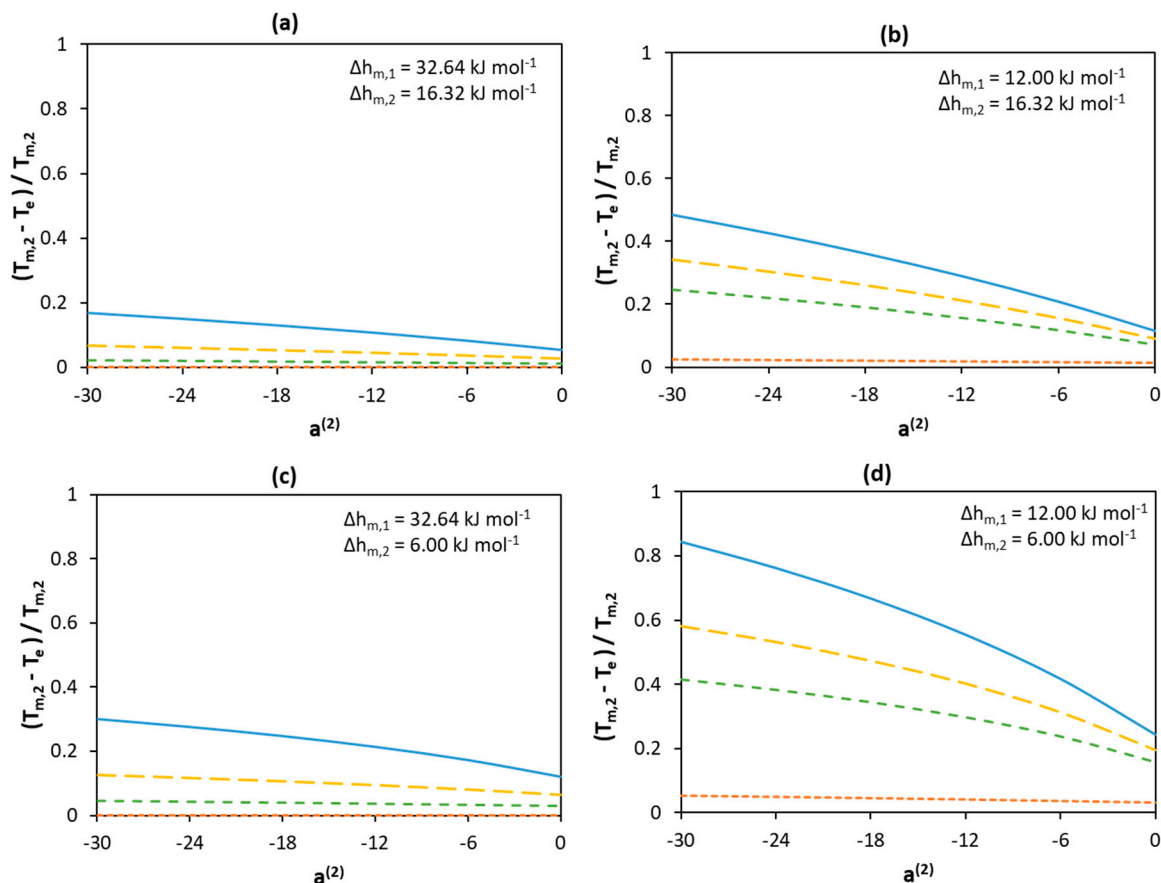 (a)
Δhm,1 = 32.64 kJ mol-1
Δhm,2 = 16.32 kJ mol-1
(Tm,2 - Te ) / Tm,2
1
0.8
0.6
0.4
0.2
0
-30 -24 -18 -12 -6 0
a(2)
(b)
Δhm,1 = 12.00 kJ mol-1
Δhm,2 = 16.32 kJ mol-1
(Tm,2 - Te ) / Tm,2
1
0.8
0.6
0.4
0.2
0
-30 -24 -18 -12 -6 0
a(2)
(c)
Δhm,1 = 32.64 kJ mol-1
Δhm,2 = 6.00 kJ mol-1
(Tm,2 - Te ) / Tm,2
1
0.8
0.6
0.4
0.2
0
-30 -24 -18 -12 -6 0
a(2)
(d)
Δhm,1 = 12.00 kJ mol-1
Δhm,2 = 6.00 kJ mol-1
(Tm,2 - Te ) / Tm,2
1
0.8
0.6
0.4
0.2
0
-30 -24 -18 -12 -6 0
a(2)